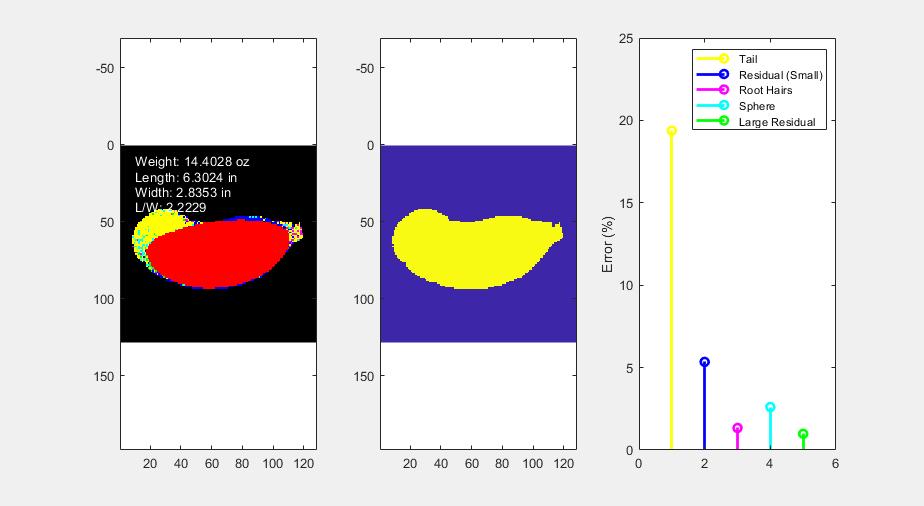 Weight: 14.4028 oz
Length: 6.3024 in
Width: 2.8353 in
L/W: 2.2229
-50
0
50
100
150
20 40 60 80 100 120
-50
0
50
100
150
20 40 60 80 100 120
Error (%)
25
20
15
10
5
0
0 2 4 6
Tail
Residual (Small)
Root Hairs
Sphere
Large Residual